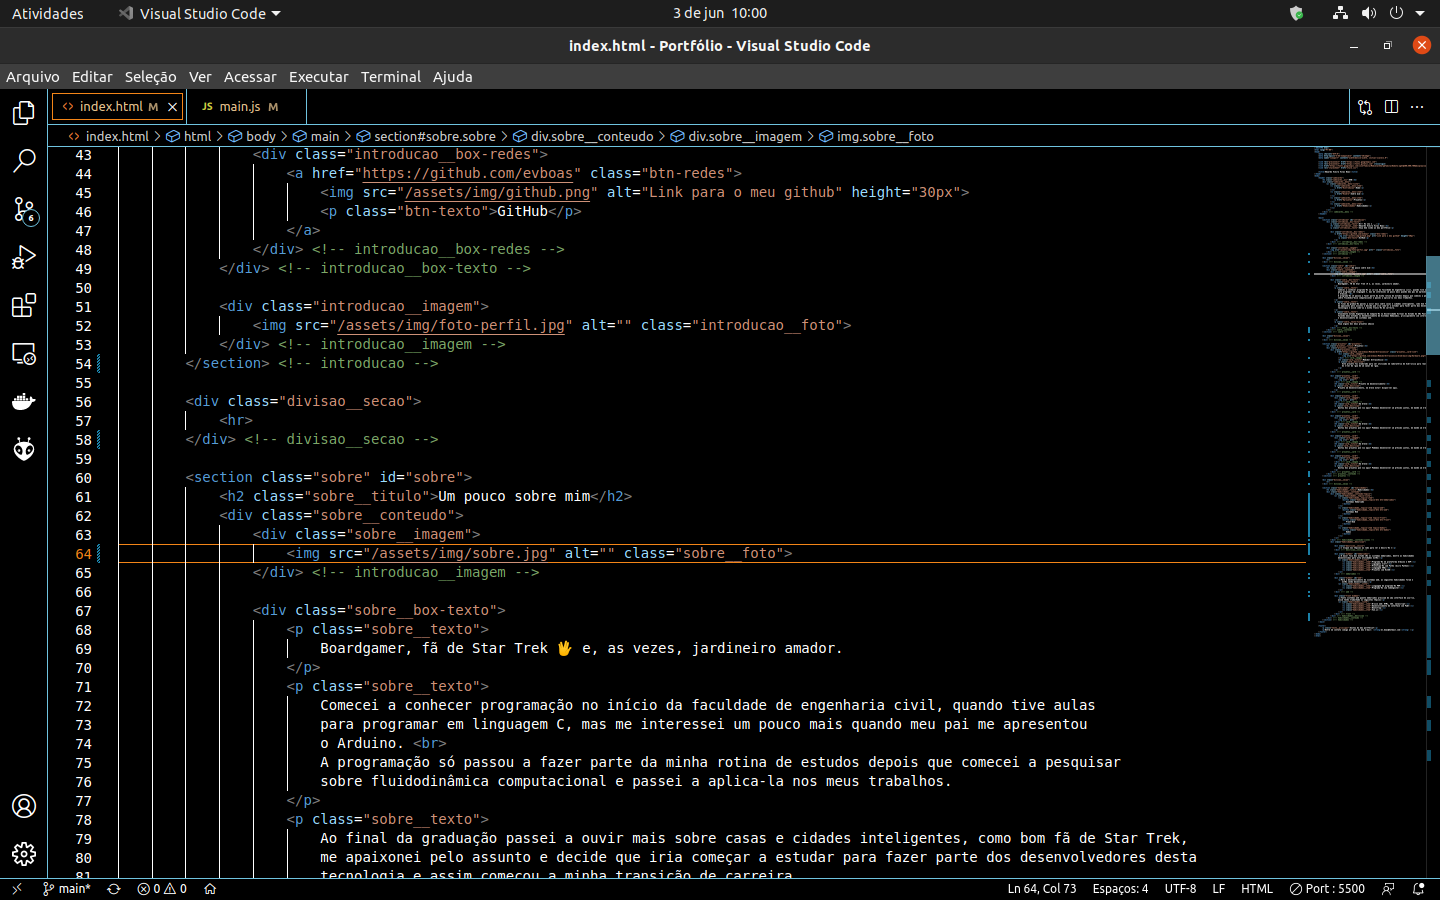 Atividades Visual Studio Code 3 de jun 10:00
index.html - Portfólio - Visual Studio Code
Arquivo Editar Seleção Ver Acessar Executar Terminal Ajuda
<> index.html M × JS main.js M ···
<> index.html > html > body > main > section#sobre.sobre > div.sobre__conteudo > div.sobre__imagem > img.sobre__foto
43 <div class="introducao__box-redes">
44 <a href="https://github.com/evboas" class="btn-redes">
45 <img src="/assets/img/github.png" alt="Link para o meu github" height="30px">
46 <p class="btn-texto">GitHub</p>
47 </a>
48 </div> <!-- introducao__box-redes -->
49 </div> <!-- introducao__box-texto -->
50
51 <div class="introducao__imagem">
52 <img src="/assets/img/foto-perfil.jpg" alt="" class="introducao__foto">
53 </div> <!-- introducao__imagem -->
54 </section> <!-- introducao -->
55
56 <div class="divisao__secao">
57 <hr>
58 </div> <!-- divisao__secao -->
59
60 <section class="sobre" id="sobre">
61 <h2 class="sobre__titulo">Um pouco sobre mim</h2>
62 <div class="sobre__conteudo">
63 <div class="sobre__imagem">
64 <img src="/assets/img/sobre.jpg" alt="" class="sobre__foto">
65 </div> <!-- introducao__imagem -->
66
67 <div class="sobre__box-texto">
68 <p class="sobre__texto">
69 Boardgamer, fã de Star Trek 🖖 e, as vezes, jardineiro amador.
70 </p>
71 <p class="sobre__texto">
72 Comecei a conhecer programação no início da faculdade de engenharia civil, quando tive aulas
73 para programar em linguagem C, mas me interessei um pouco mais quando meu pai me apresentou
74 o Arduino. <br>
75 A programação só passou a fazer parte da minha rotina de estudos depois que comecei a pesquisar
76 sobre fluidodinâmica computacional e passei a aplica-la nos meus trabalhos.
77 </p>
78 <p class="sobre__texto">
79 Ao final da graduação passei a ouvir mais sobre casas e cidades inteligentes, como bom fã de Star Trek,
80 me apaixonei pelo assunto e decide que iria começar a estudar para fazer parte dos desenvolvedores desta
81 tecnologia e assim começou a minha transição de carreira
6
main* 0 0 Ln 64, Col 73 Espaços: 4 UTF-8 LF HTML Port : 5500